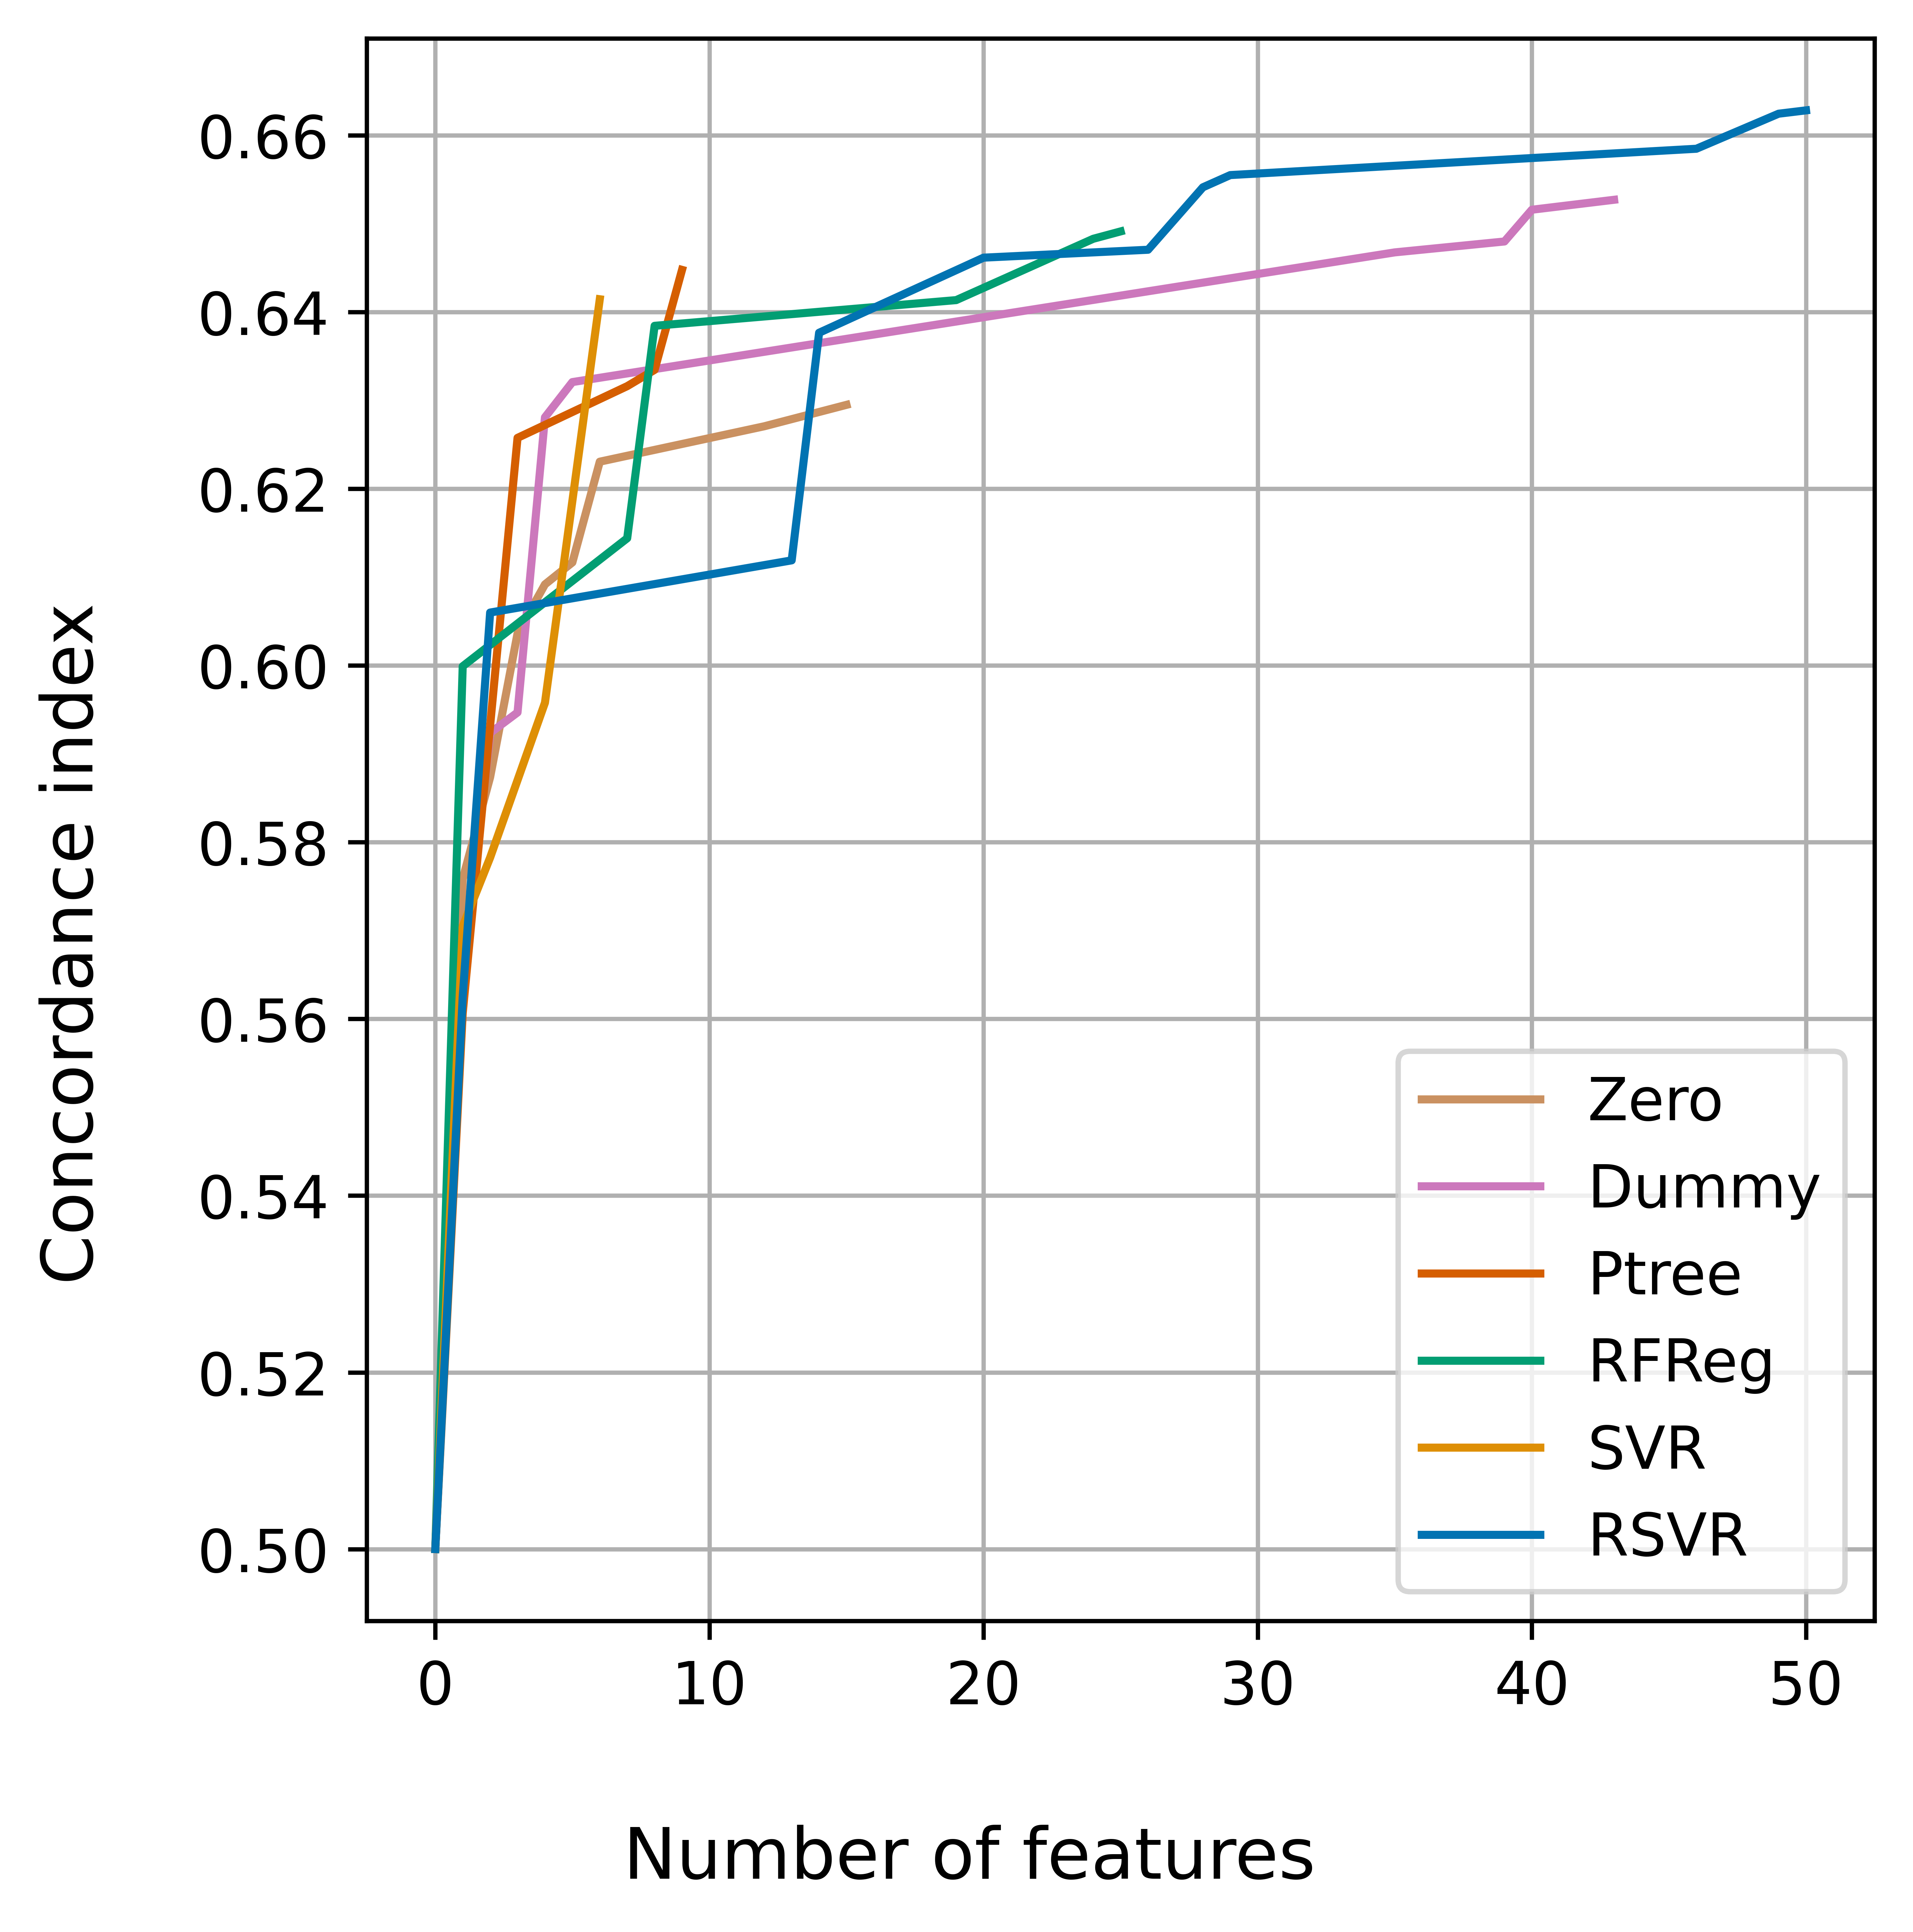 Concordance index
0.66
0.64
0.62
0.60
0.58
0.56
0.54
0.52
0.50
Zero
Dummy
Ptree
RFReg
SVR
RSVR
0 10 20 30 40 50
Number of features